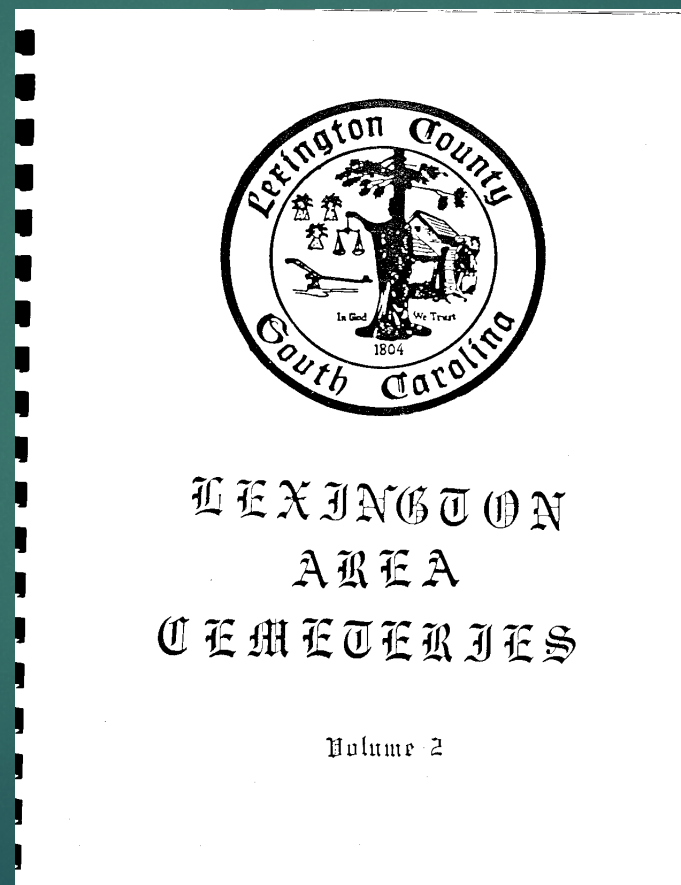 Lexington County
In God We Trust
1804
South Carolina
LEXINGTON
AREA
CEMETERIES
Volume 2